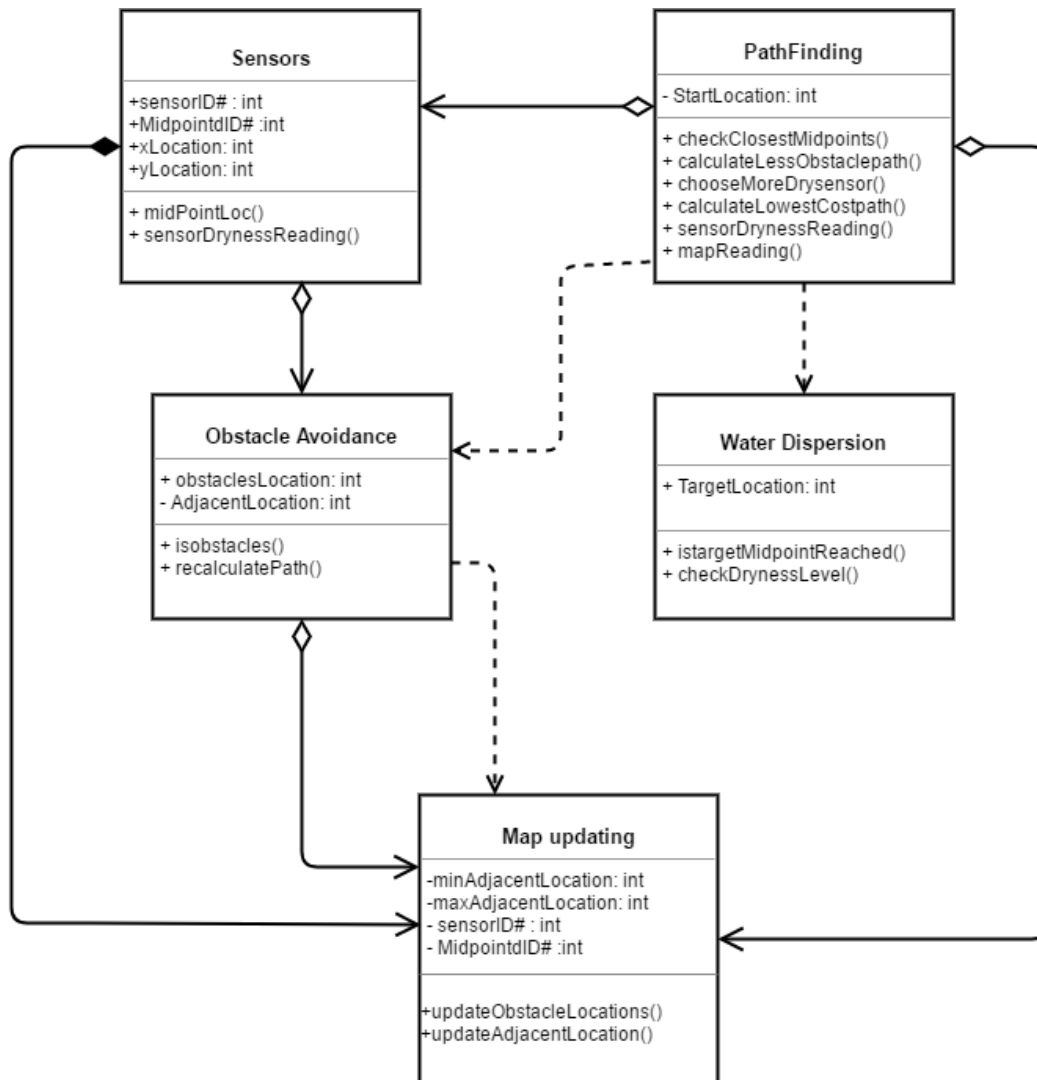 Sensors
+sensorID# : int
+MidpointdID# :int
+xLocation: int
+yLocation: int
+ midPointLoc()
+ sensorDrynessReading()
PathFinding
- StartLocation: int
+ checkClosestMidpoints()
+ calculateLessObstaclepath()
+ chooseMoreDrysensor()
+ calculateLowestCostpath()
+ sensorDrynessReading()
+ mapReading()
Obstacle Avoidance
+ obstaclesLocation: int
- AdjacentLocation: int
+ isobstacles()
+ recalculatePath()
Water Dispersion
+ TargetLocation: int
+ istargetMidpointReached()
+ checkDrynessLevel()
Map updating
-minAdjacentLocation: int
-maxAdjacentLocation: int
- sensorID# : int
- MidpointdID# :int
+updateObstacleLocations()
+updateAdjacentLocation()